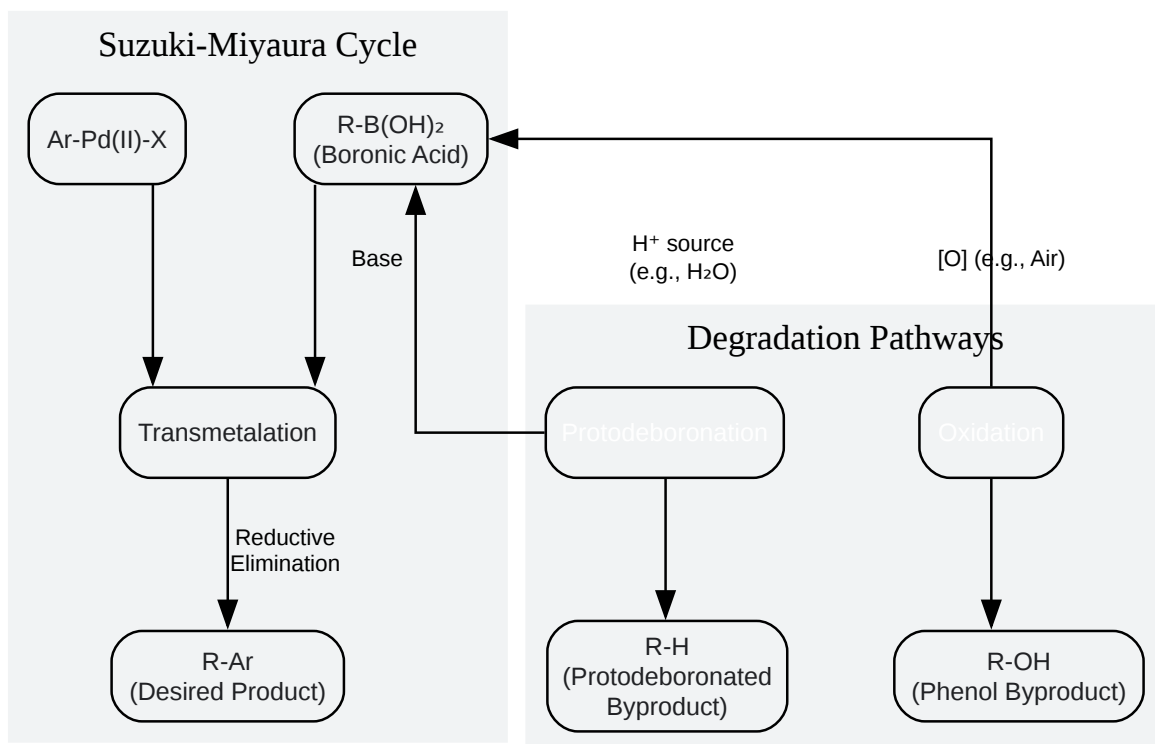 Suzuki-Miyaura Cycle
Ar-Pd(II)-X
R-B(OH)₂
(Boronic Acid)
Base
H⁺ source
(e.g., H₂O)
[O] (e.g., Air)
Degradation Pathways
Transmetalation
Protodeboronation
Oxidation
Reductive
Elimination
R-Ar
(Desired Product)
R-H
(Protodeboronated
Byproduct)
R-OH
(Phenol Byproduct)